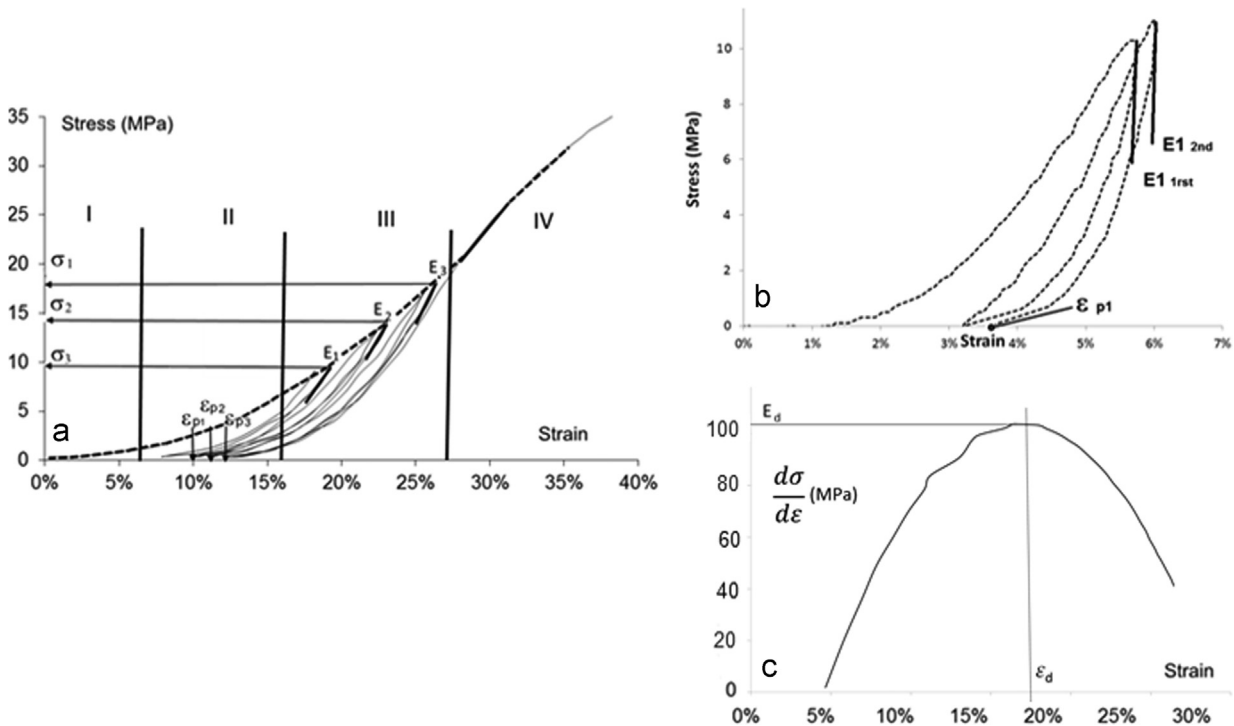 35
Stress (MPa)
30
25
20
15
10
5
0
I
II
III
IV
σ1
σ2
σ3
E3
E2
E1
εp1
εp2
εp3
a
Strain
0%
5%
10%
15%
20%
25%
30%
35%
40%
10
8
6
4
2
0
Stress (MPa)
E1 2nd
E1 1rst
b
ε p1
0%
1%
2%
3%
Strain
4%
5%
6%
7%
Ed
100
80
60
40
20
0
dσ
dε (MPa)
c
εd
Strain
0%
5%
10%
15%
20%
25%
30%